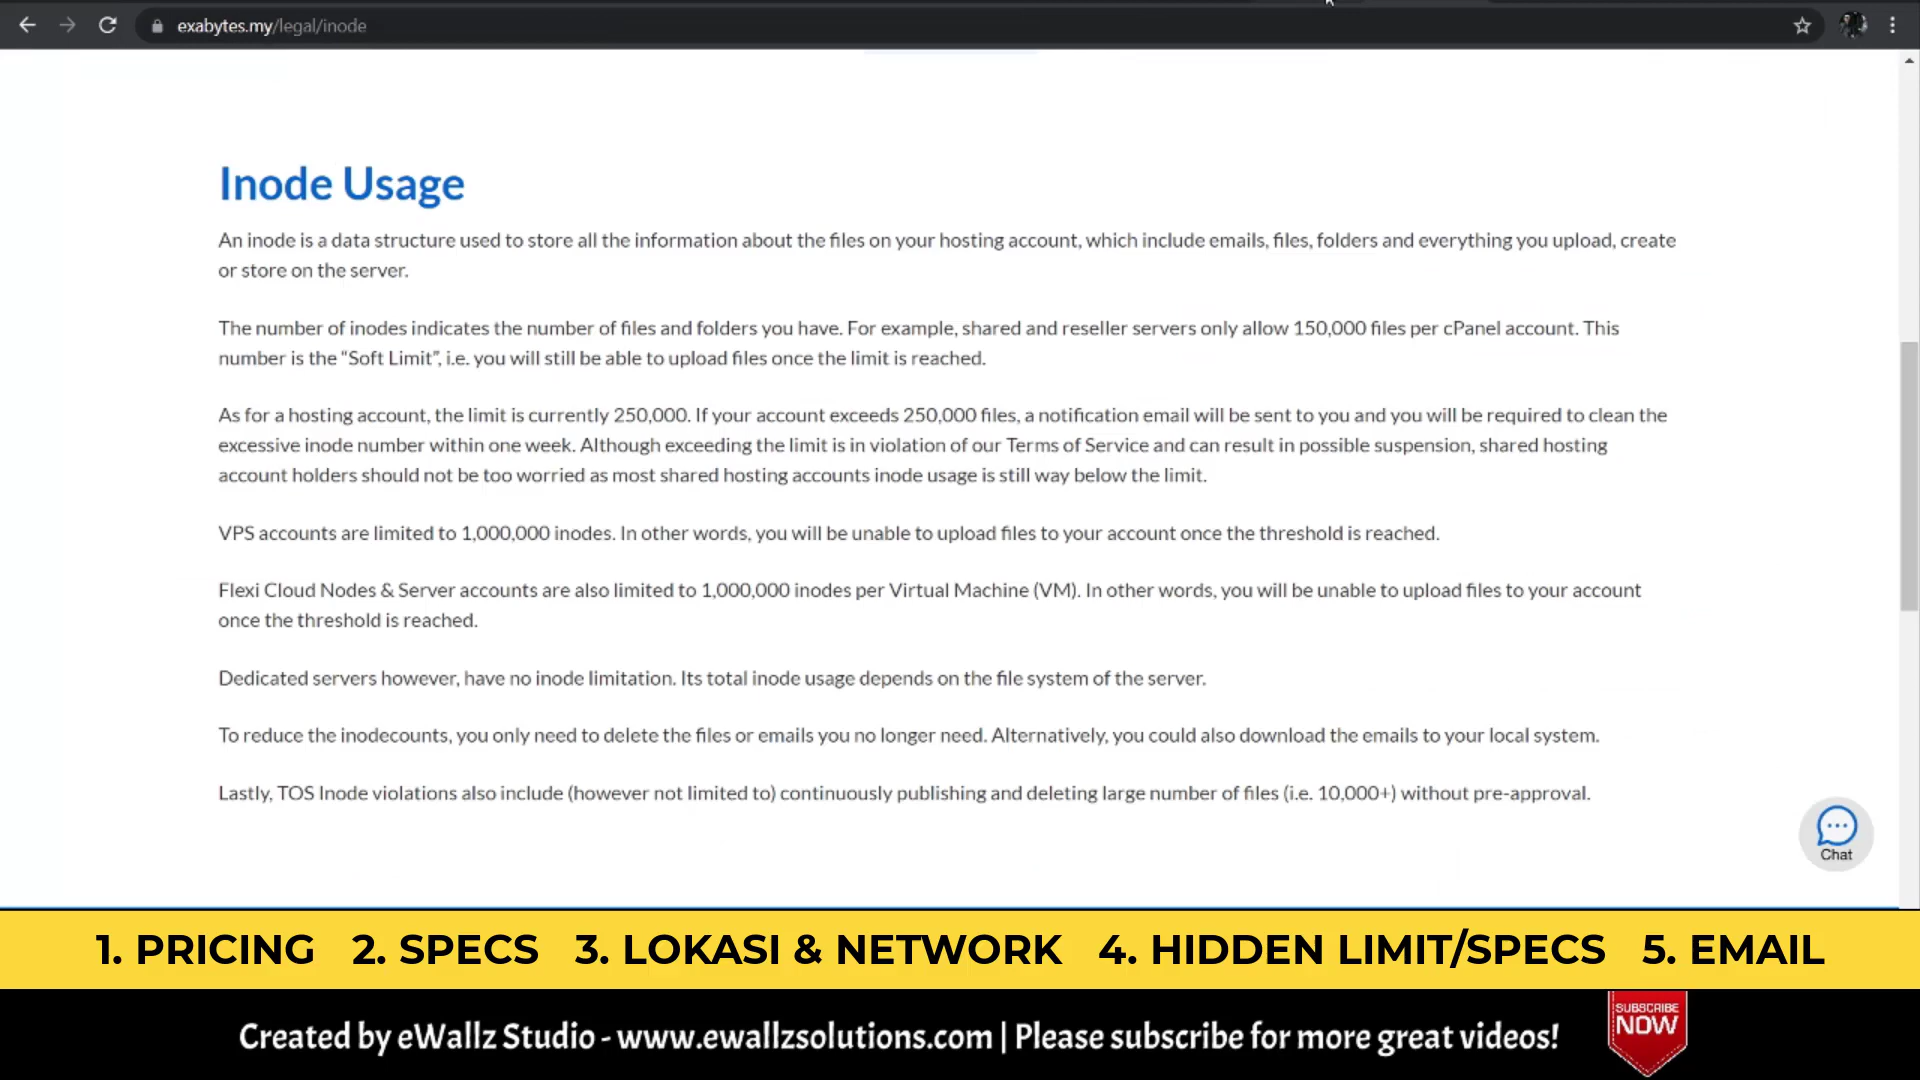 exabytes.my/legal/inode
Inode Usage
An inode is a data structure used to store all the information about the files on your hosting account, which include emails, files, folders and everything you upload, create
or store on the server.
The number of inodes indicates the number of files and folders you have. For example, shared and reseller servers only allow 150,000 files per cPanel account. This
number is the “Soft Limit”, i.e. you will still be able to upload files once the limit is reached.
As for a hosting account, the limit is currently 250,000. If your account exceeds 250,000 files, a notification email will be sent to you and you will be required to clean the
excessive inode number within one week. Although exceeding the limit is in violation of our Terms of Service and can result in possible suspension, shared hosting
account holders should not be too worried as most shared hosting accounts inode usage is still way below the limit.
VPS accounts are limited to 1,000,000 inodes. In other words, you will be unable to upload files to your account once the threshold is reached.
Flexi Cloud Nodes & Server accounts are also limited to 1,000,000 inodes per Virtual Machine (VM). In other words, you will be unable to upload files to your account
once the threshold is reached.
Dedicated servers however, have no inode limitation. Its total inode usage depends on the file system of the server.
To reduce the inodecounts, you only need to delete the files or emails you no longer need. Alternatively, you could also download the emails to your local system.
Lastly, TOS Inode violations also include (however not limited to) continuously publishing and deleting large number of files (i.e. 10,000+) without pre-approval.
Chat
1. PRICING 2. SPECS 3. LOKASI & NETWORK 4. HIDDEN LIMIT/SPECS 5. EMAIL
Created by eWallz Studio - www.ewallzsolutions.com | Please subscribe for more great videos!
SUBSCRIBE
NOW